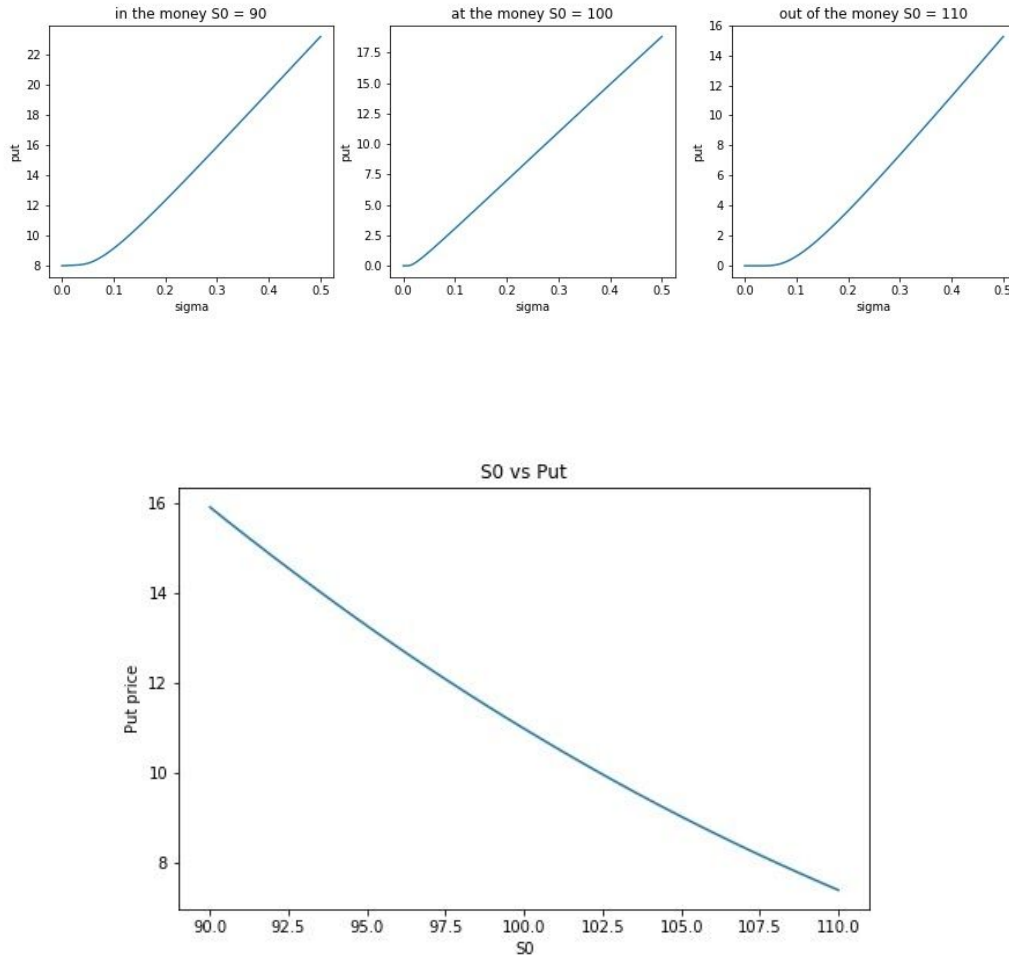 in the money S0 = 90
22
20
18
16
14
12
10
8
put
0.0 0.1 0.2 0.3 0.4 0.5
sigma
at the money S0 = 100
17.5
15.0
12.5
10.0
7.5
5.0
2.5
0.0
put
0.0 0.1 0.2 0.3 0.4 0.5
sigma
out of the money S0 = 110
16
14
12
10
8
6
4
2
0
put
0.0 0.1 0.2 0.3 0.4 0.5
sigma
S0 vs Put
16
14
12
10
8
Put price
90.0 92.5 95.0 97.5 100.0 102.5 105.0 107.5 110.0
S0